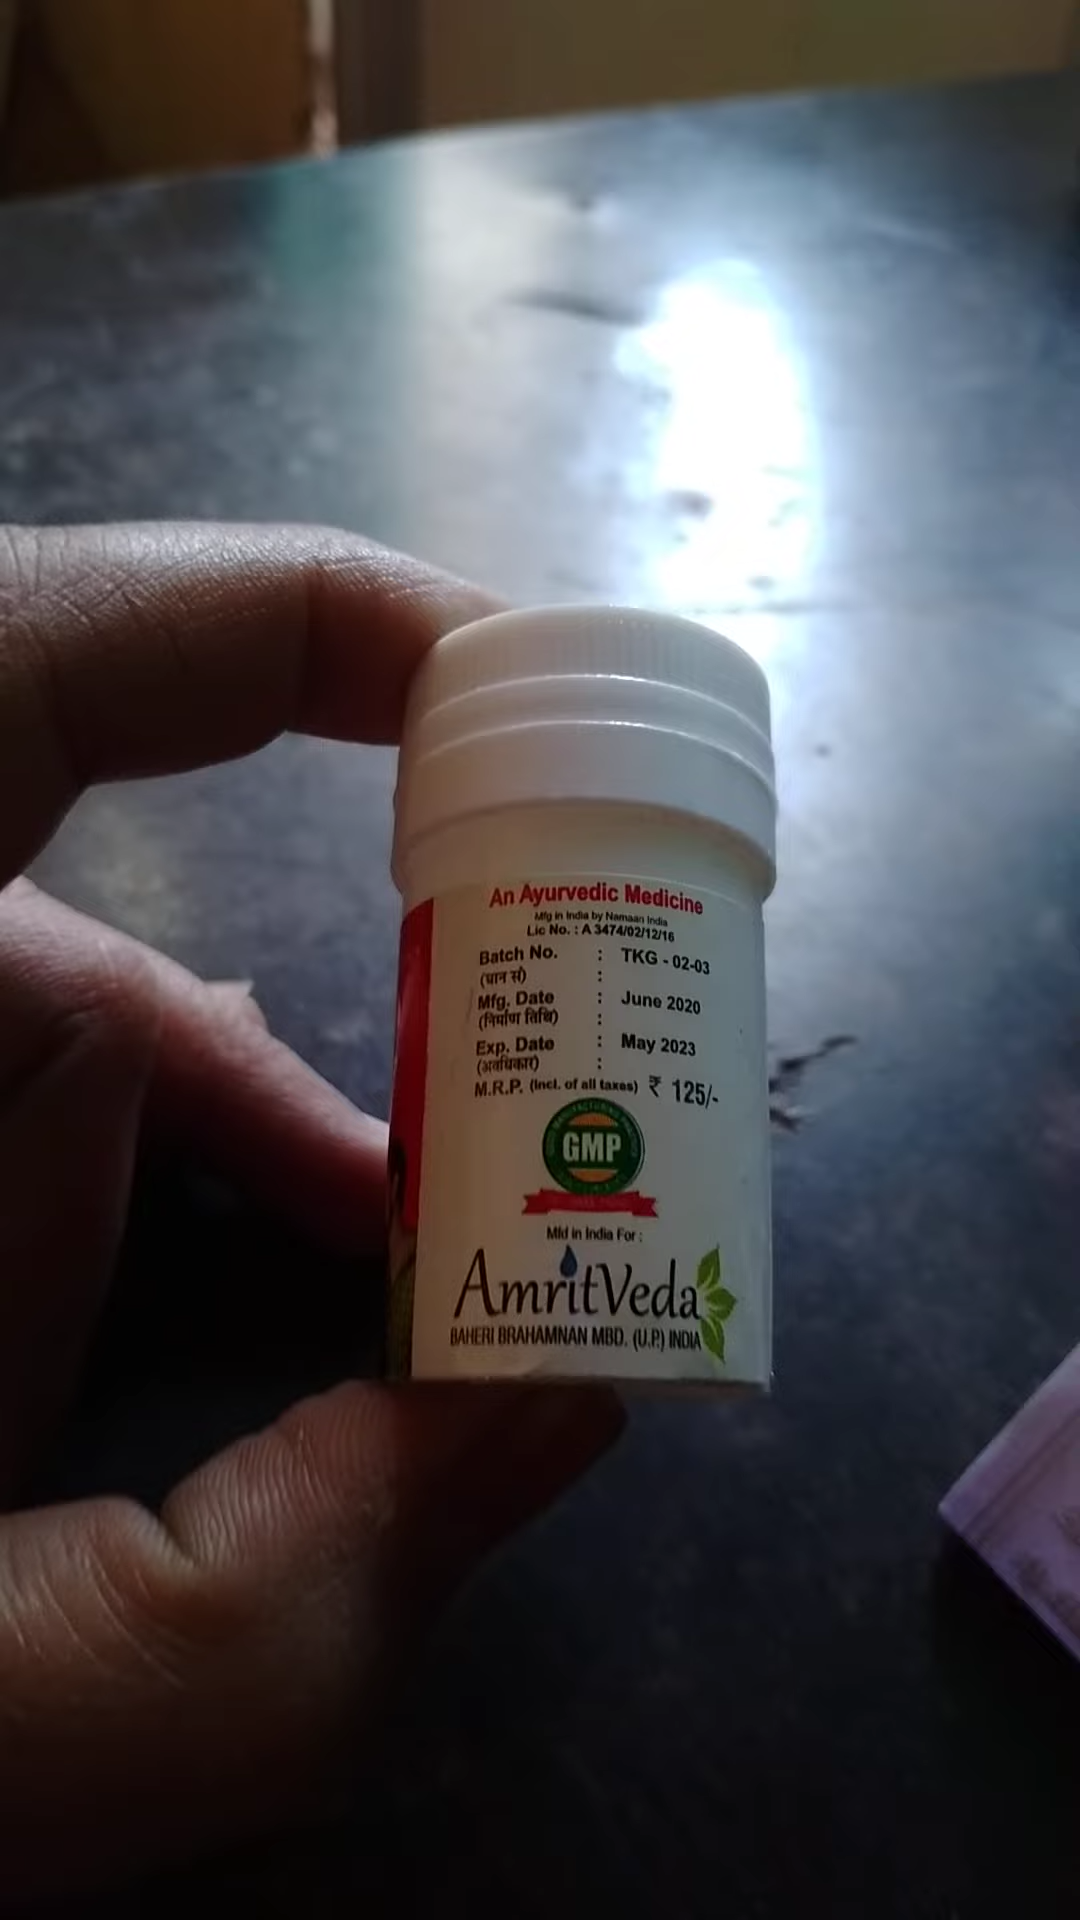 An Ayurvedic Medicine
Mfg in India by Namaan India
Lic No. : A 3474/02/12/16
Batch No. : TKG - 02-03
(घान सं) :
Mfg. Date : June 2020
(निर्माण तिथि) :
Exp. Date : May 2023
(अवधिकार) :
M.R.P. (Incl. of all taxes) ₹ 125/-
GMP
Mfd in India For :
AmritVeda
BAHERI BRAHAMNAN MBD. (U.P.) INDIA